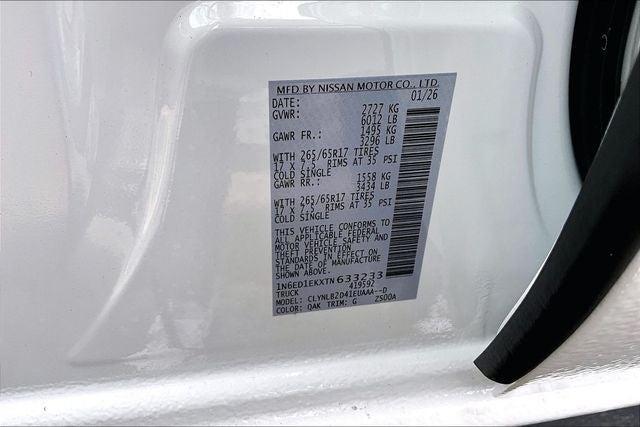 MFD BY NISSAN MOTOR CO., LTD.
DATE: 01/26
GVWR: 2727 KG
6012 LB
GAWR FR.: 1495 KG
3296 LB
WITH 265/65R17 TIRES
17 X 7.5 RIMS AT 35 PSI
COLD SINGLE
GAWR RR.: 1558 KG
3434 LB
WITH 265/65R17 TIRES
17 X 7.5 RIMS AT 35 PSI
COLD SINGLE
THIS VEHICLE CONFORMS TO
ALL APPLICABLE FEDERAL
MOTOR VEHICLE SAFETY AND
THEFT PREVENTION
STANDARDS IN EFFECT ON
THE DATE OF MANUFACTURE
SHOWN ABOVE.
1N6ED1EKXTN 633233
TRUCK 419592
MODEL: CLYNLB2D41EUAAA--D
COLOR: QAK TRIM: G ZS00A